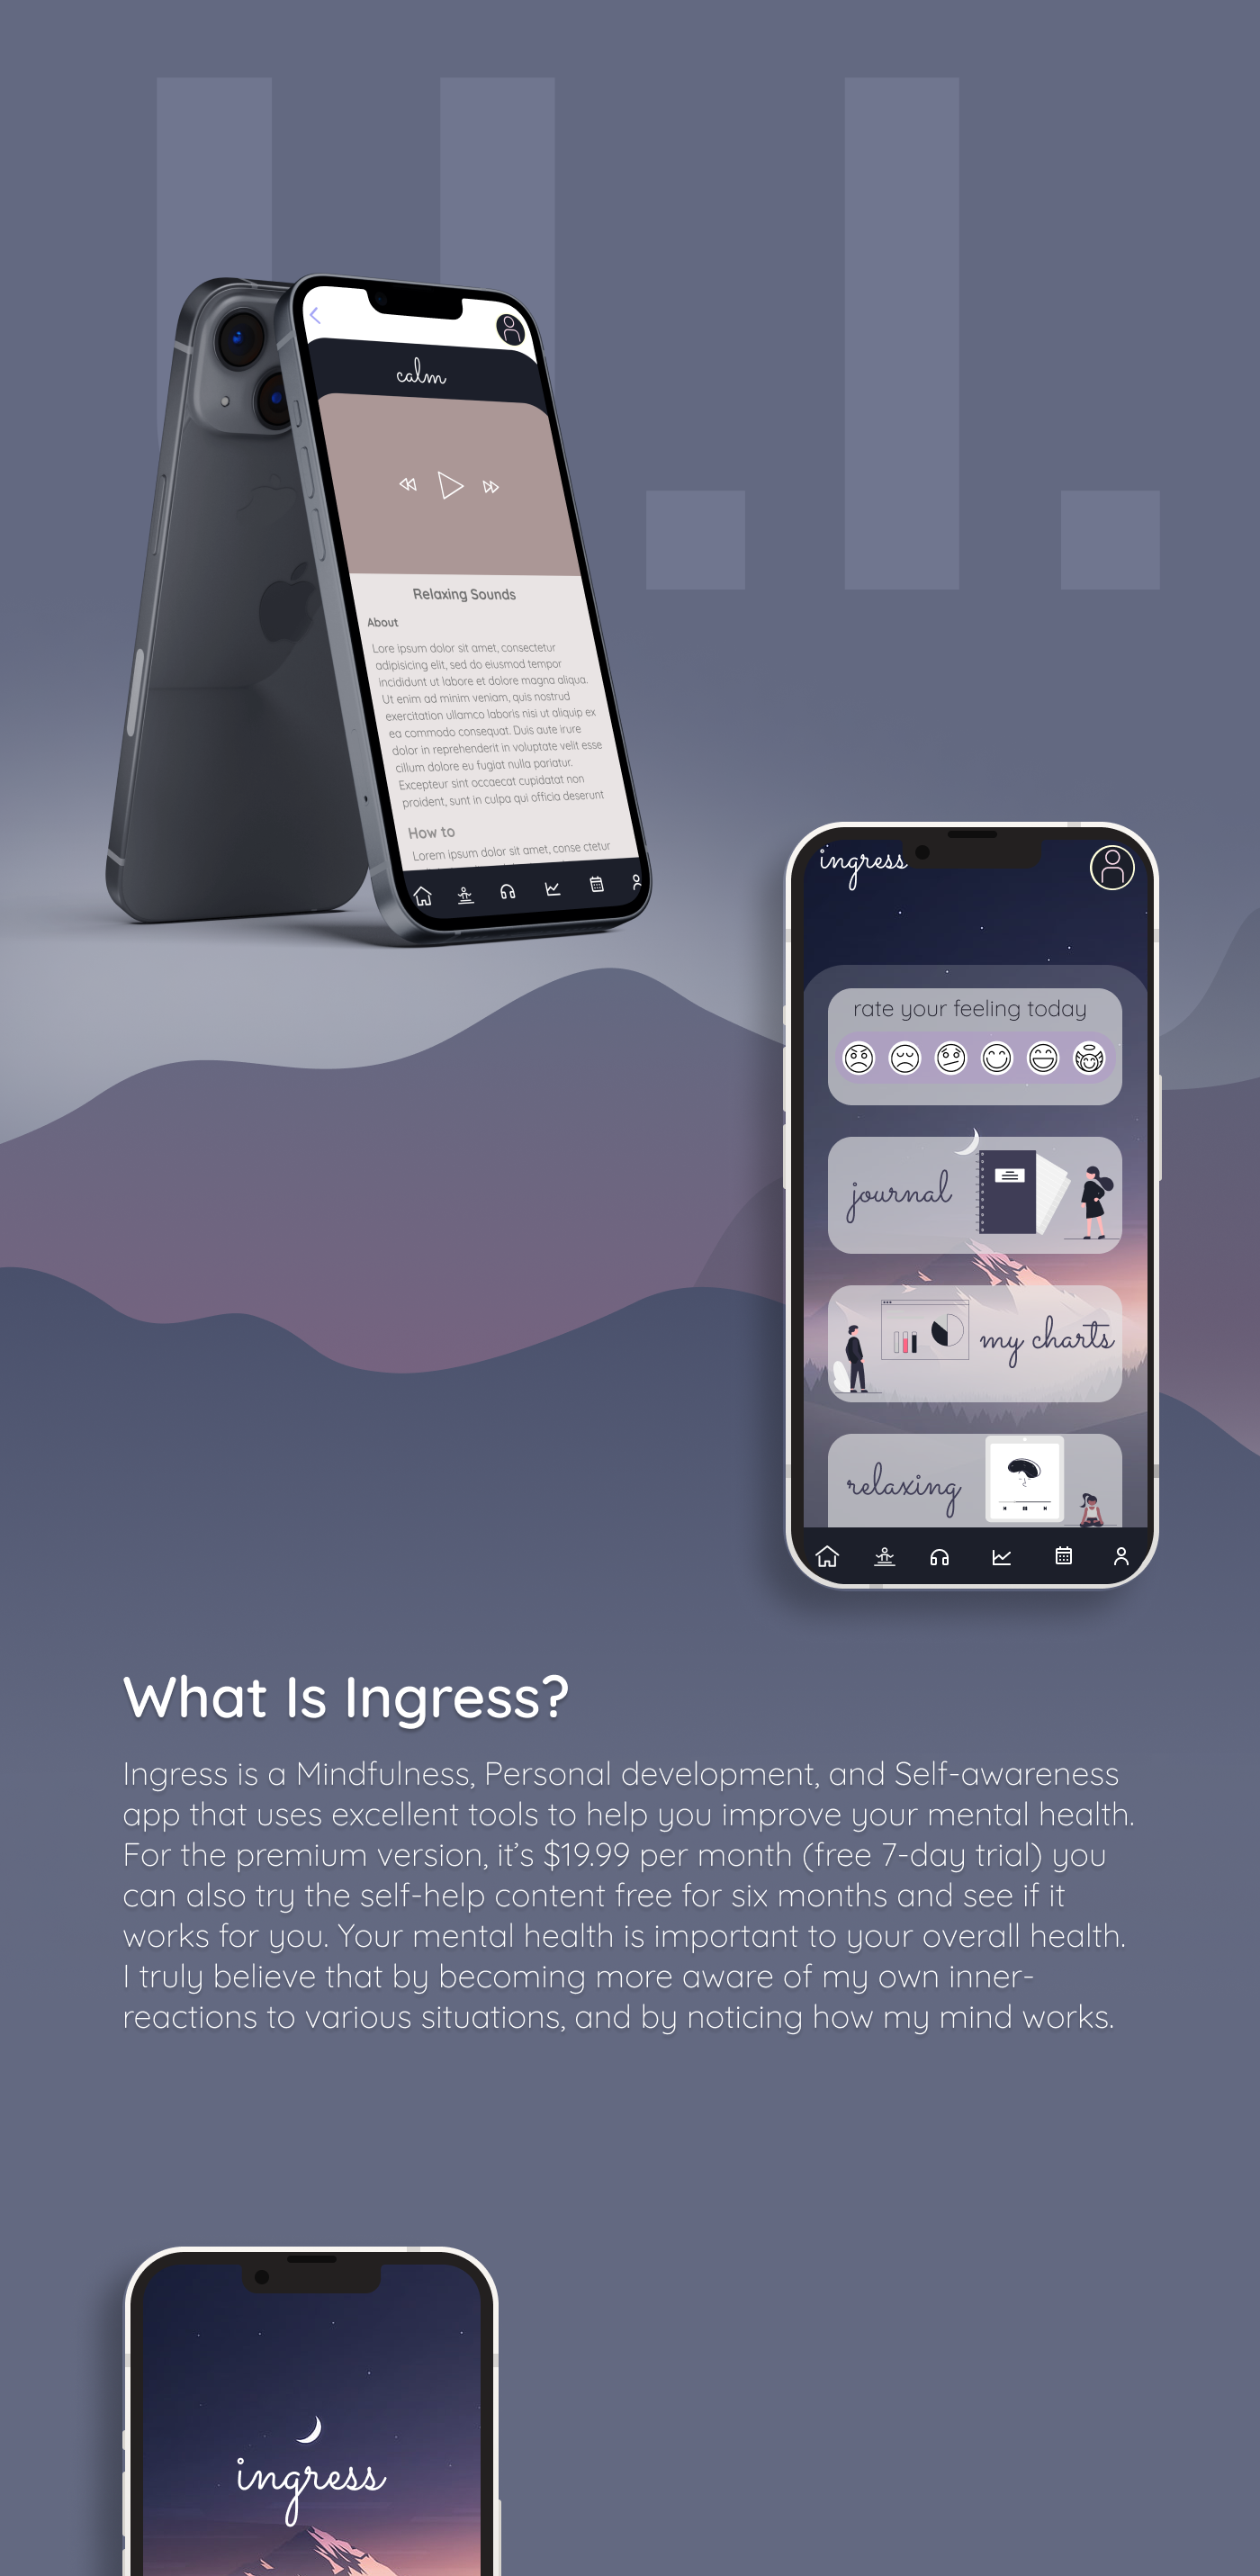 calm
Relaxing Sounds
About
Lore ipsum dolor sit amet, consectetur
adipisicing elit, sed do eiusmod tempor
incididunt ut labore et dolore magna aliqua.
Ut enim ad minim veniam, quis nostrud
exercitation ullamco laboris nisi ut aliquip ex
ea commodo consequat. Duis aute irure
dolor in reprehenderit in voluptate velit esse
cillum dolore eu fugiat nulla pariatur.
Excepteur sint occaecat cupidatat non
proident, sunt in culpa qui officia deserunt
How to
Lorem ipsum dolor sit amet, conse ctetur
ingress
rate your feeling today
journal
my charts
relaxing
What Is Ingress?
Ingress is a Mindfulness, Personal development, and Self-awareness
app that uses excellent tools to help you improve your mental health.
For the premium version, it’s $19.99 per month (free 7-day trial) you
can also try the self-help content free for six months and see if it
works for you. Your mental health is important to your overall health.
I truly believe that by becoming more aware of my own inner-
reactions to various situations, and by noticing how my mind works.
ingress